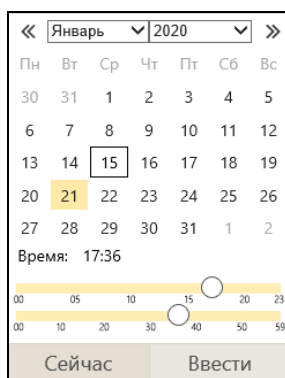 « Январь 2020 »
Пн Вт Ср Чт Пт Сб Вс
30 31 1 2 3 4 5
6 7 8 9 10 11 12
13 14 15 16 17 18 19
20 21 22 23 24 25 26
27 28 29 30 31 1 2
Время: 17:36
00 05 10 15 20 23
00 10 20 30 40 50 59
Сейчас Ввести